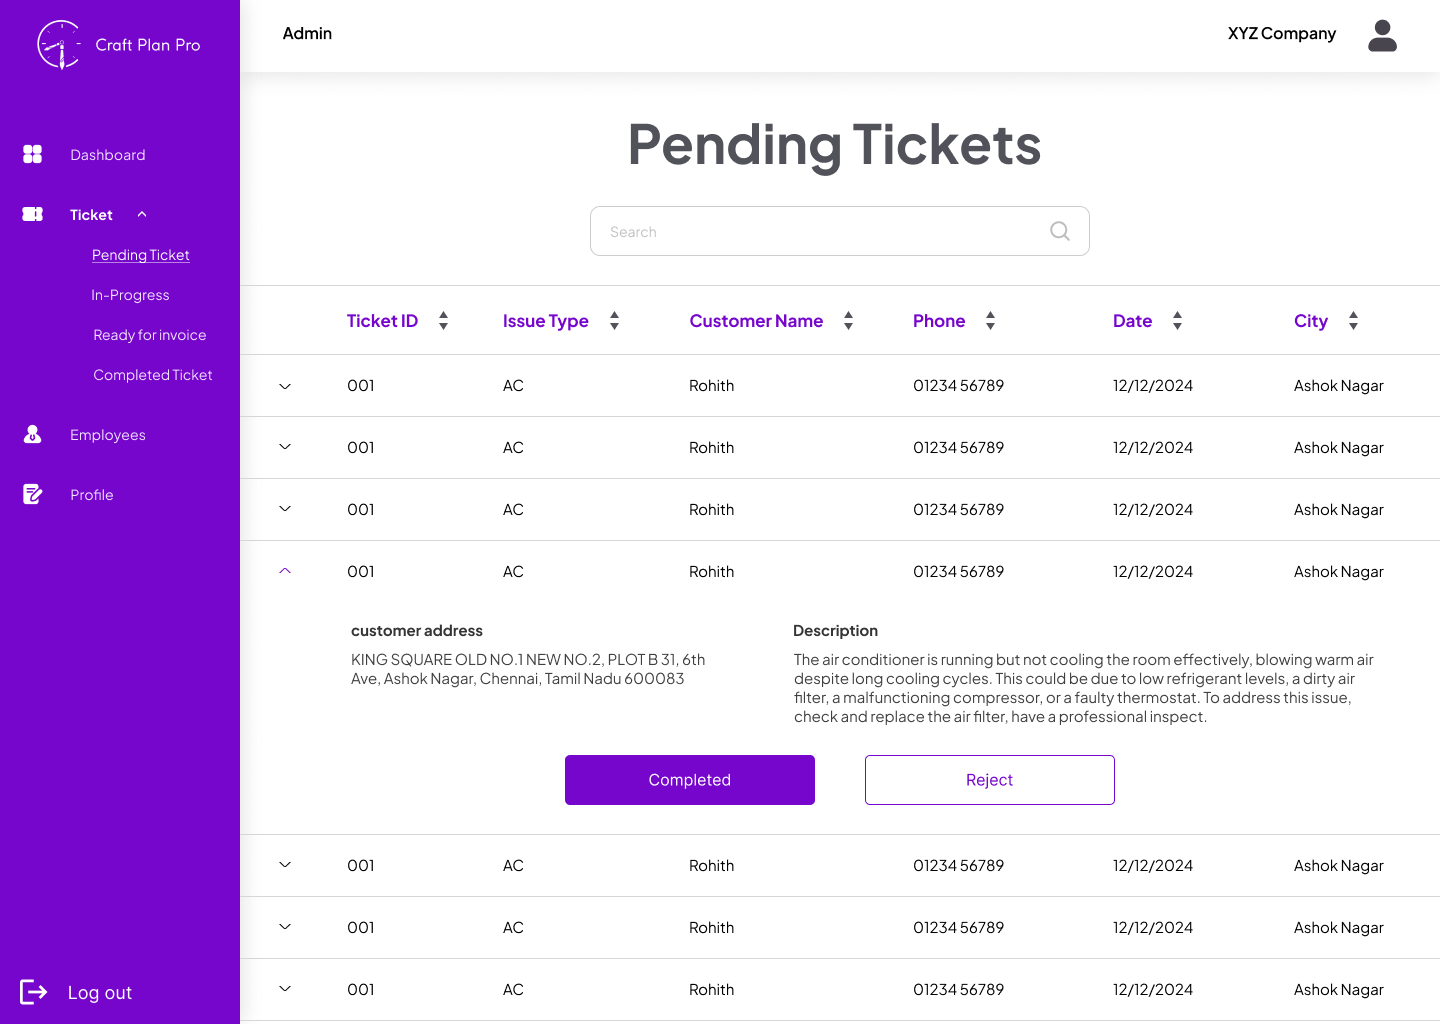 Craft Plan Pro
Admin
XYZ Company
Dashboard
Ticket
Pending Ticket
In-Progress
Ready for invoice
Completed Ticket
Employees
Profile
Log out
Pending Tickets
Search
Ticket ID Issue Type Customer Name Phone Date City
001 AC Rohith 01234 56789 12/12/2024 Ashok Nagar
001 AC Rohith 01234 56789 12/12/2024 Ashok Nagar
001 AC Rohith 01234 56789 12/12/2024 Ashok Nagar
001 AC Rohith 01234 56789 12/12/2024 Ashok Nagar
customer address
KING SQUARE OLD NO.1 NEW NO.2, PLOT B 31, 6th
Ave, Ashok Nagar, Chennai, Tamil Nadu 600083
Description
The air conditioner is running but not cooling the room effectively, blowing warm air
despite long cooling cycles. This could be due to low refrigerant levels, a dirty air
filter, a malfunctioning compressor, or a faulty thermostat. To address this issue,
check and replace the air filter, have a professional inspect.
Completed
Reject
001 AC Rohith 01234 56789 12/12/2024 Ashok Nagar
001 AC Rohith 01234 56789 12/12/2024 Ashok Nagar
001 AC Rohith 01234 56789 12/12/2024 Ashok Nagar